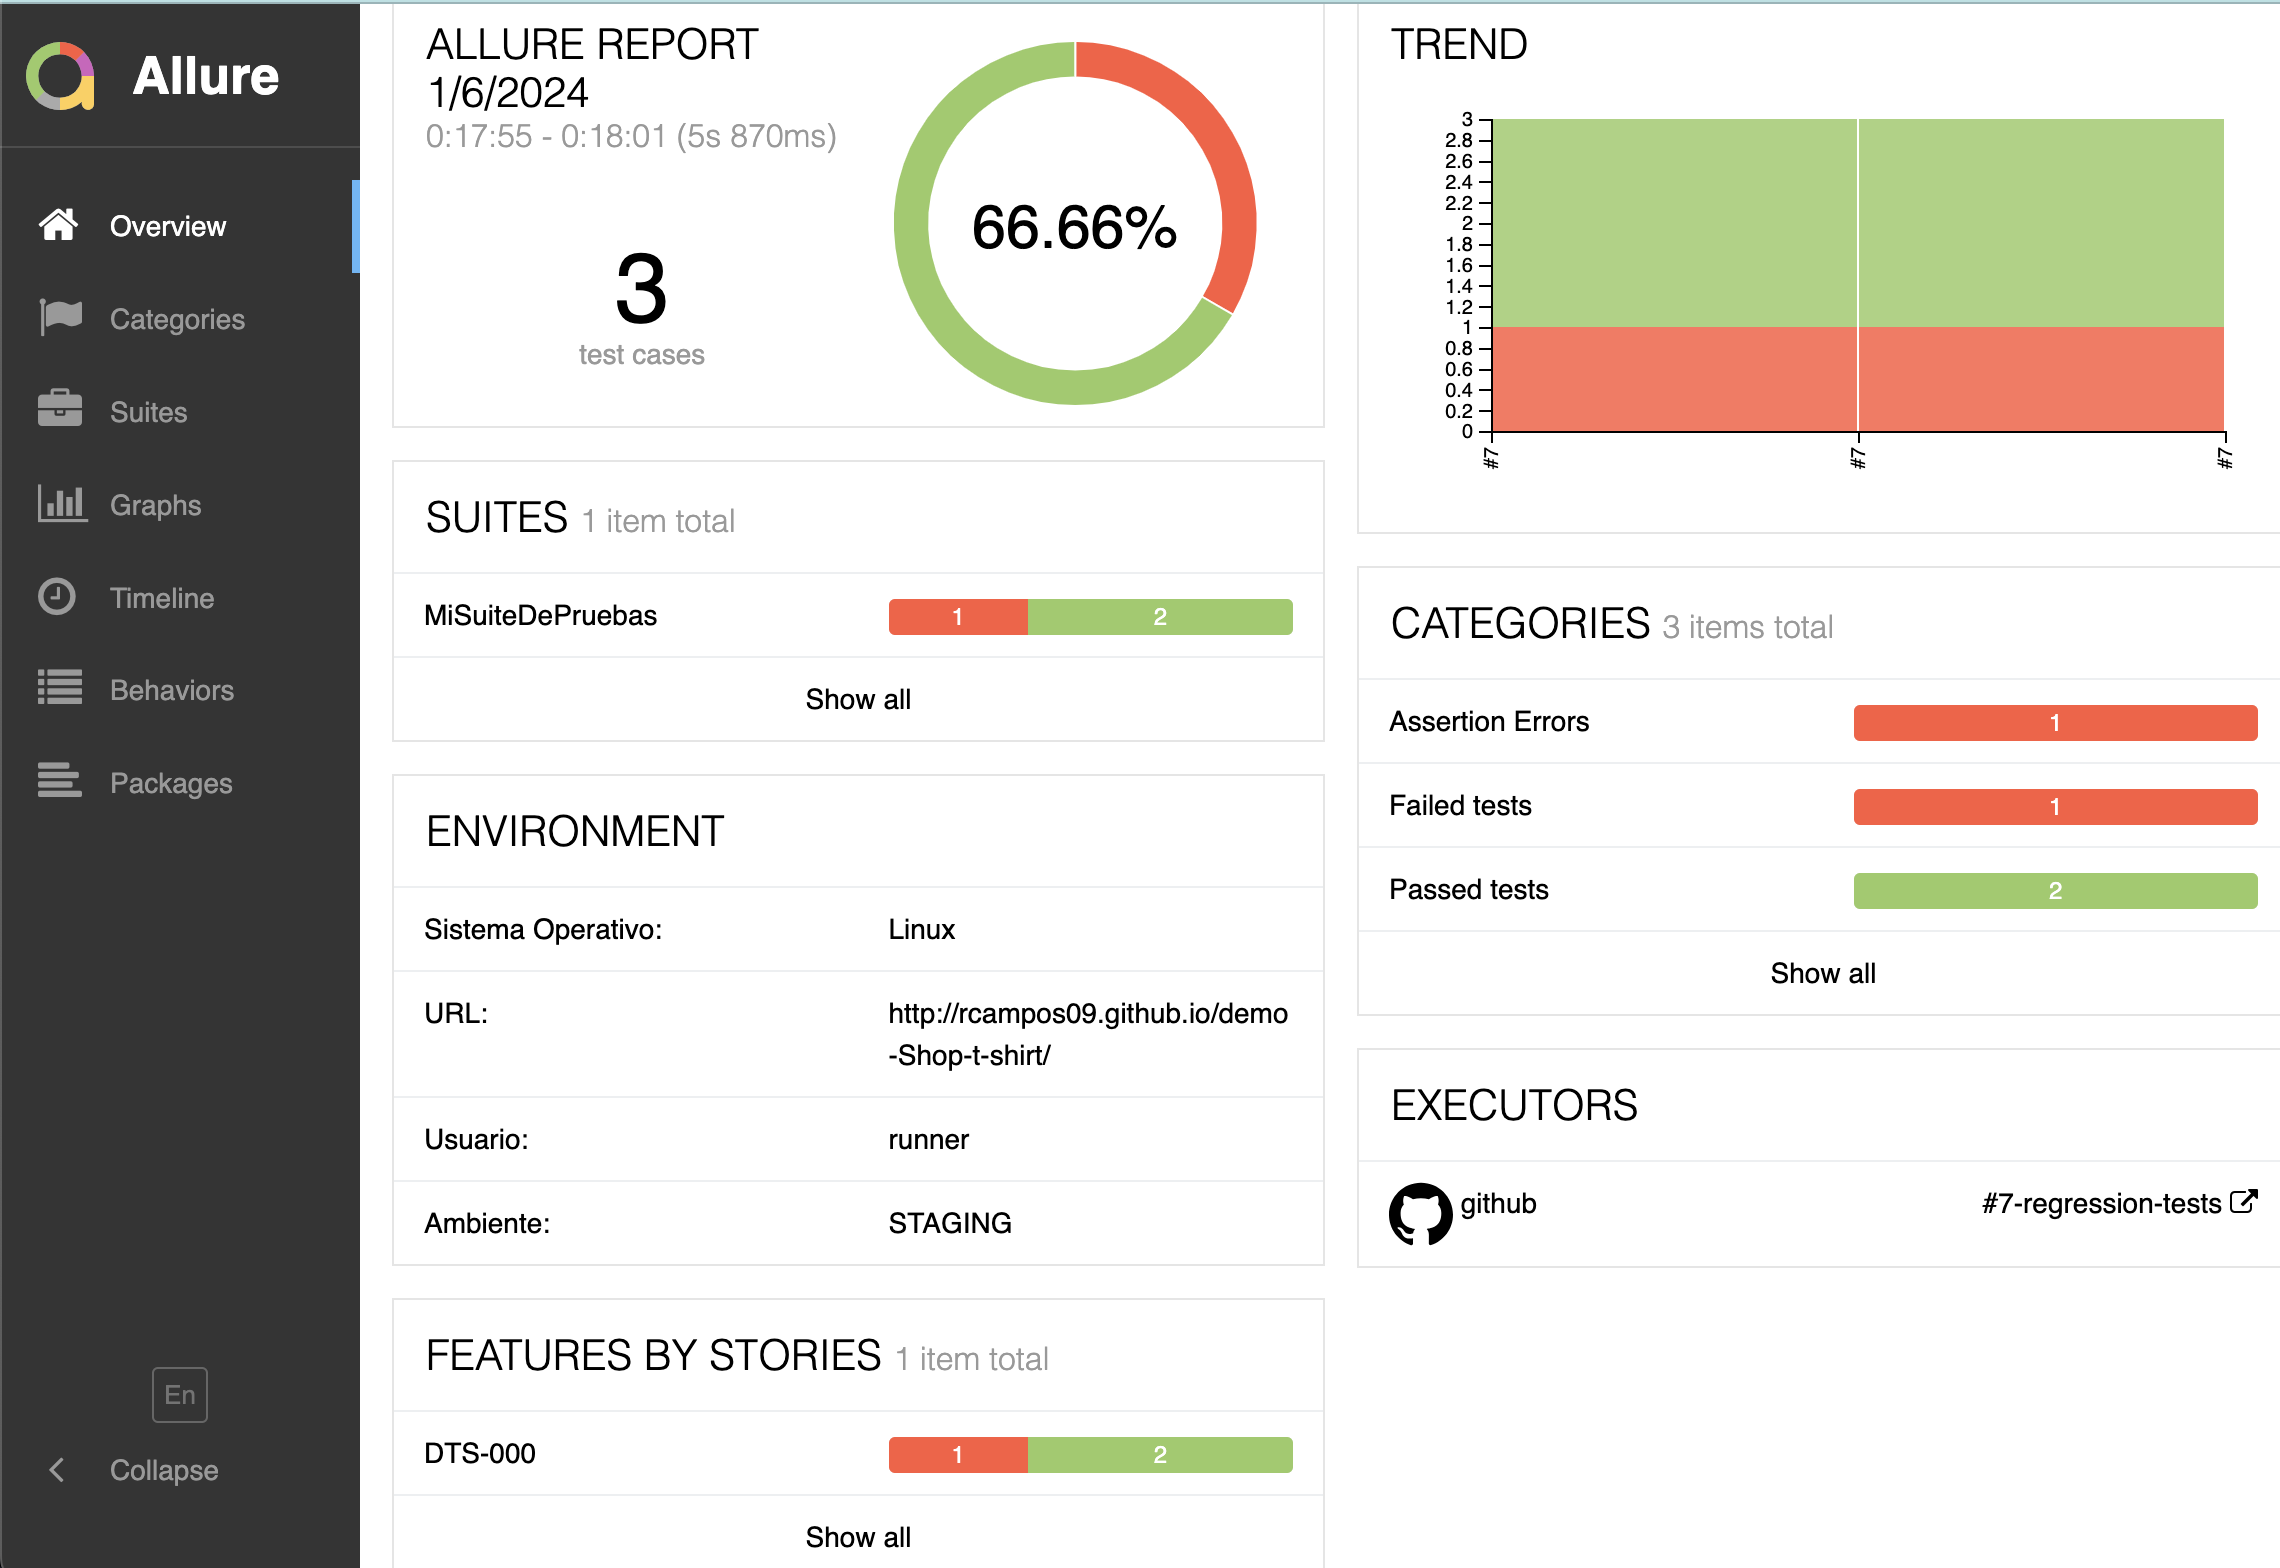 Allure
Overview
Categories
Suites
Graphs
Timeline
Behaviors
Packages
En
Collapse
ALLURE REPORT
1/6/2024
0:17:55 - 0:18:01 (5s 870ms)
3
test cases
66.66%
SUITES 1 item total
MiSuiteDePruebas 1 2
Show all
ENVIRONMENT
Sistema Operativo: Linux
URL: http://rcampos09.github.io/demo
-Shop-t-shirt/
Usuario: runner
Ambiente: STAGING
FEATURES BY STORIES 1 item total
DTS-000 1 2
Show all
TREND
3
2.8
2.6
2.4
2.2
2
1.8
1.6
1.4
1.2
1
0.8
0.6
0.4
0.2
0
#7 #7 #7
CATEGORIES 3 items total
Assertion Errors 1
Failed tests 1
Passed tests 2
Show all
EXECUTORS
github #7-regression-tests